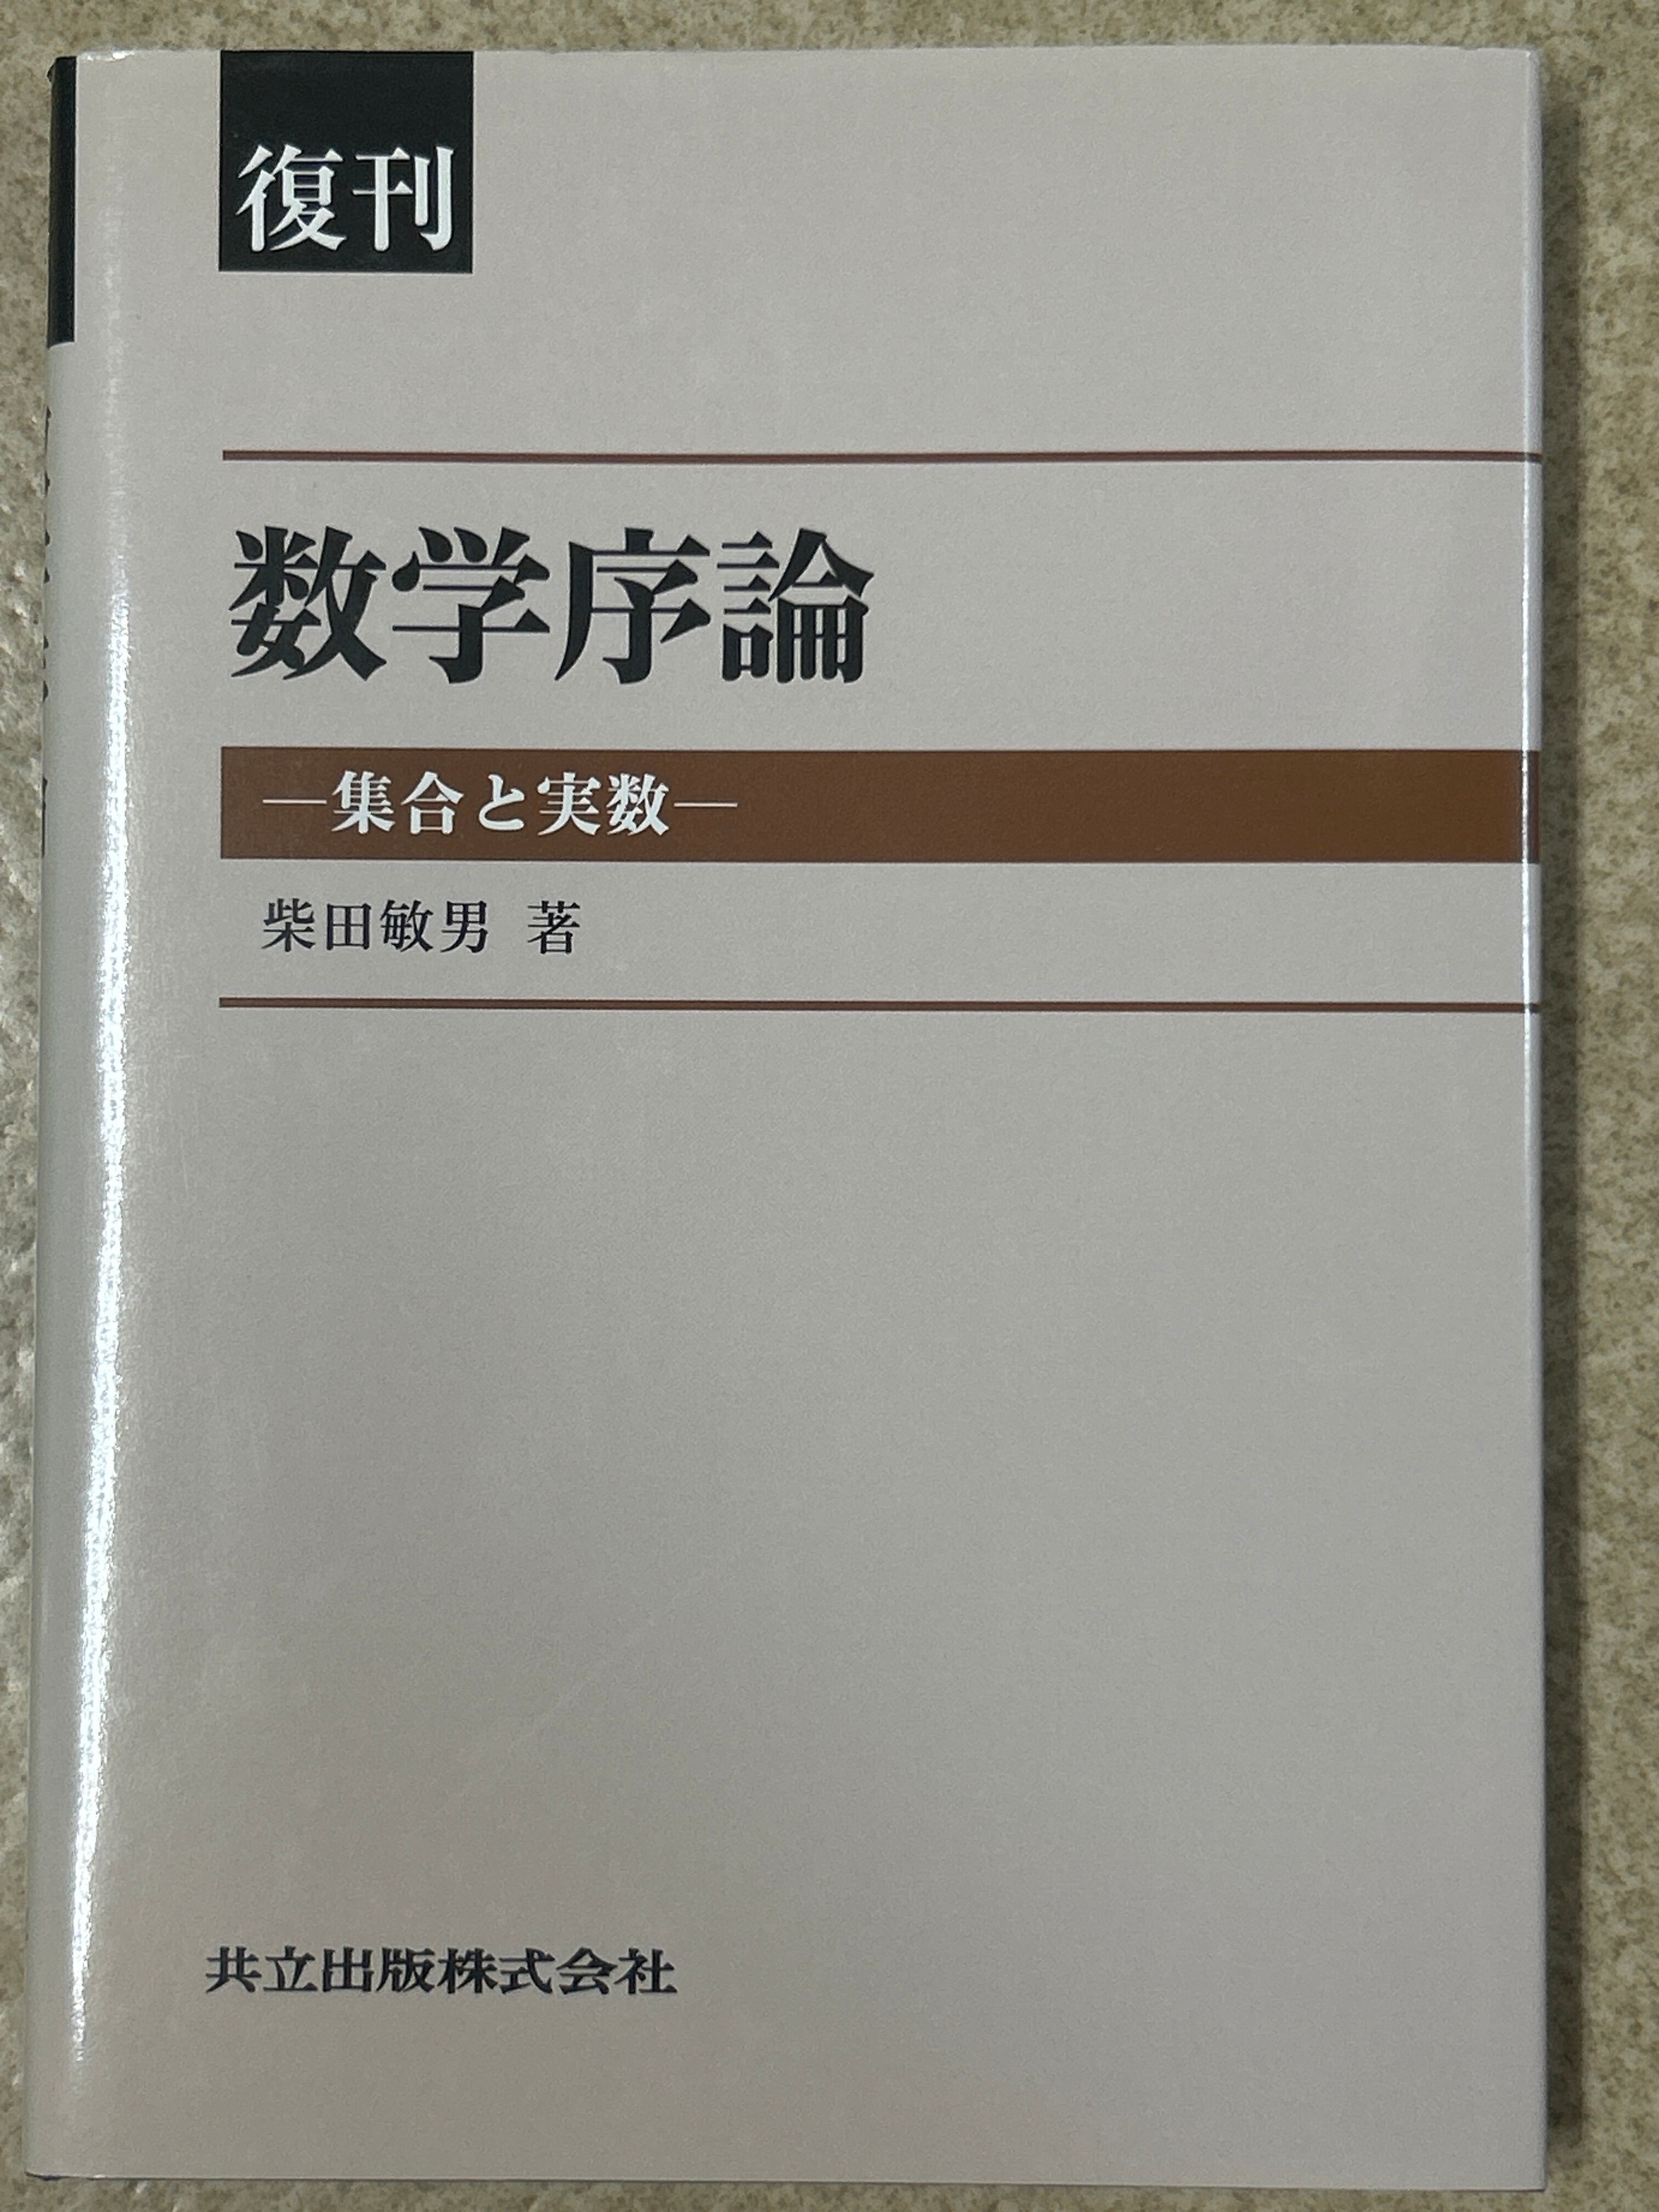 復刊
数学序論
―集合と実数―
柴田敏男 著
共立出版株式会社